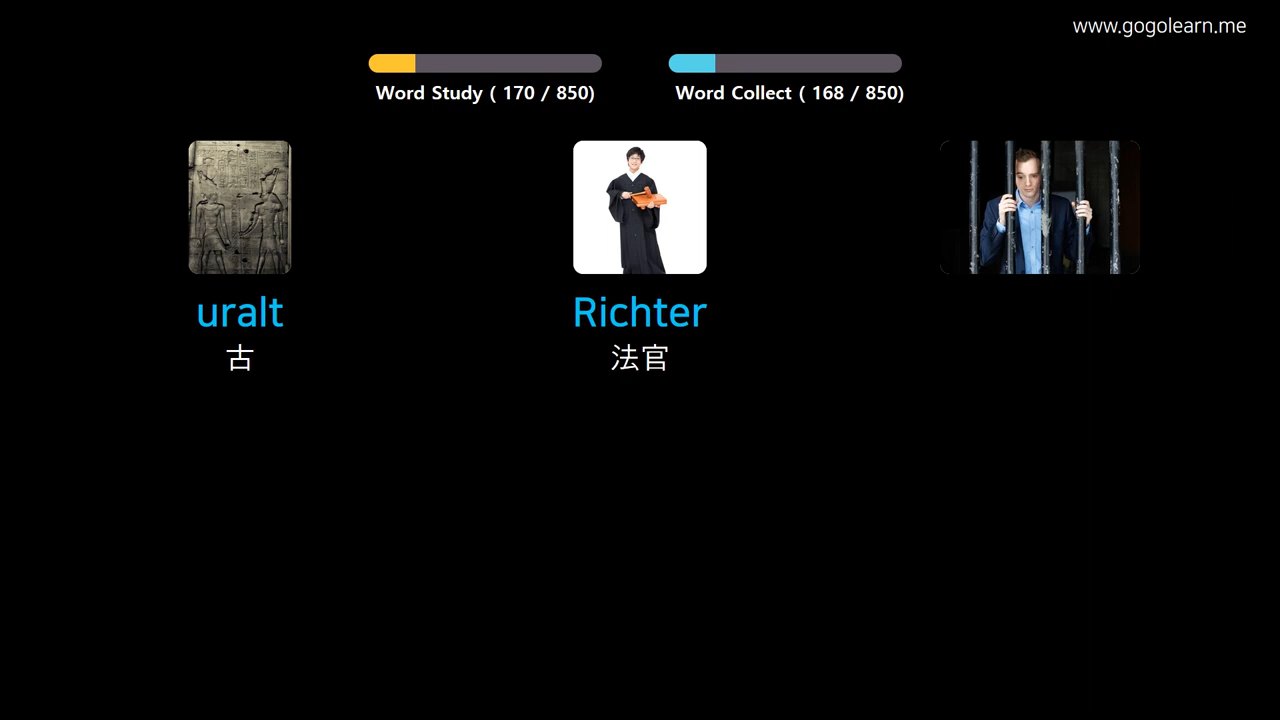 www.gogolearn.me
Word Study ( 170 / 850)
Word Collect ( 168 / 850)
uralt
古
Richter
法官